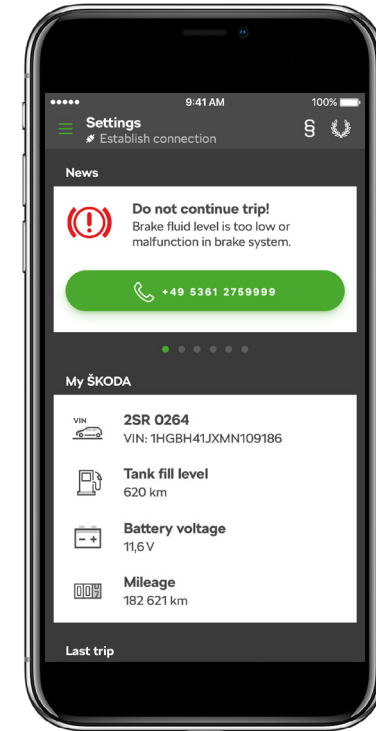 9:41 AM
100%
Settings
Establish connection
§
News
Do not continue trip!
Brake fluid level is too low or
malfunction in brake system.
+49 5361 2759999
My ŠKODA
VIN
2SR 0264
VIN: 1HGBH41JXMN109186
Tank fill level
620 km
Battery voltage
11,6 V
Mileage
182 621 km
Last trip